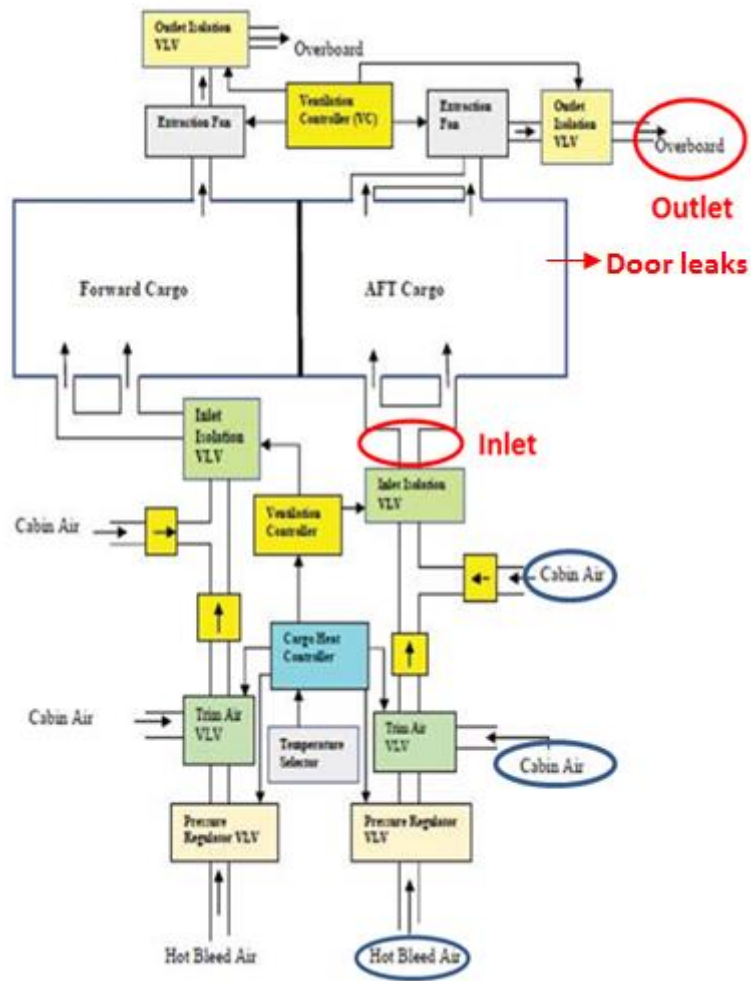 Outlet Isolation
VLV
Overboard
Ventilation
Controller (VC)
Extraction Fan
Extraction
Fan
Outlet
Isolation
VLV
Overboard
Outlet
Door leaks
Forward Cargo
AFT Cargo
Inlet
Isolation
VLV
Inlet
Inlet Isolation
VLV
Ventilation
Controller
Cabin Air
Cabin Air
Cargo Heat
Controller
Cabin Air
Trim Air
VLV
Temperature
Selector
Trim Air
VLV
Cabin Air
Pressure
Regulator VLV
Pressure Regulator
VLV
Hot Bleed Air
Hot Bleed Air